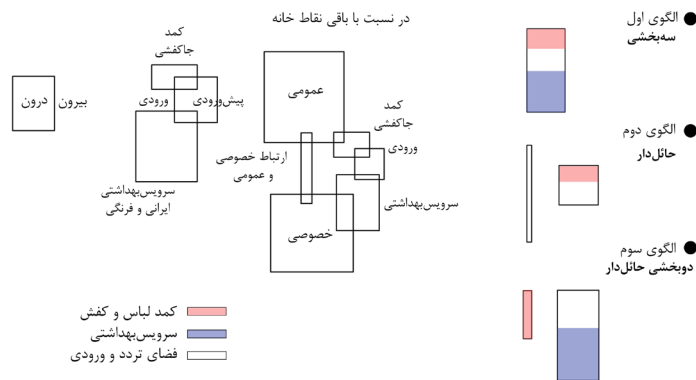 در نسبت با باقی نقاط خانه
الگوی اول
سه‌بخشی
الگوی دوم
حائل‌دار
الگوی سوم
دوبخشی حائل‌دار
عمومی
کمد
جاکفشی
ورودی
ارتباط خصوصی
و عمومی
سرویس‌بهداشتی
خصوصی
کمد
جاکفشی
پیش‌ورودی
ورودی
سرویس‌بهداشتی
ایرانی و فرنگی
بیرون
درون
کمد لباس و کفش
سرویس‌بهداشتی
فضای تردد و ورودی